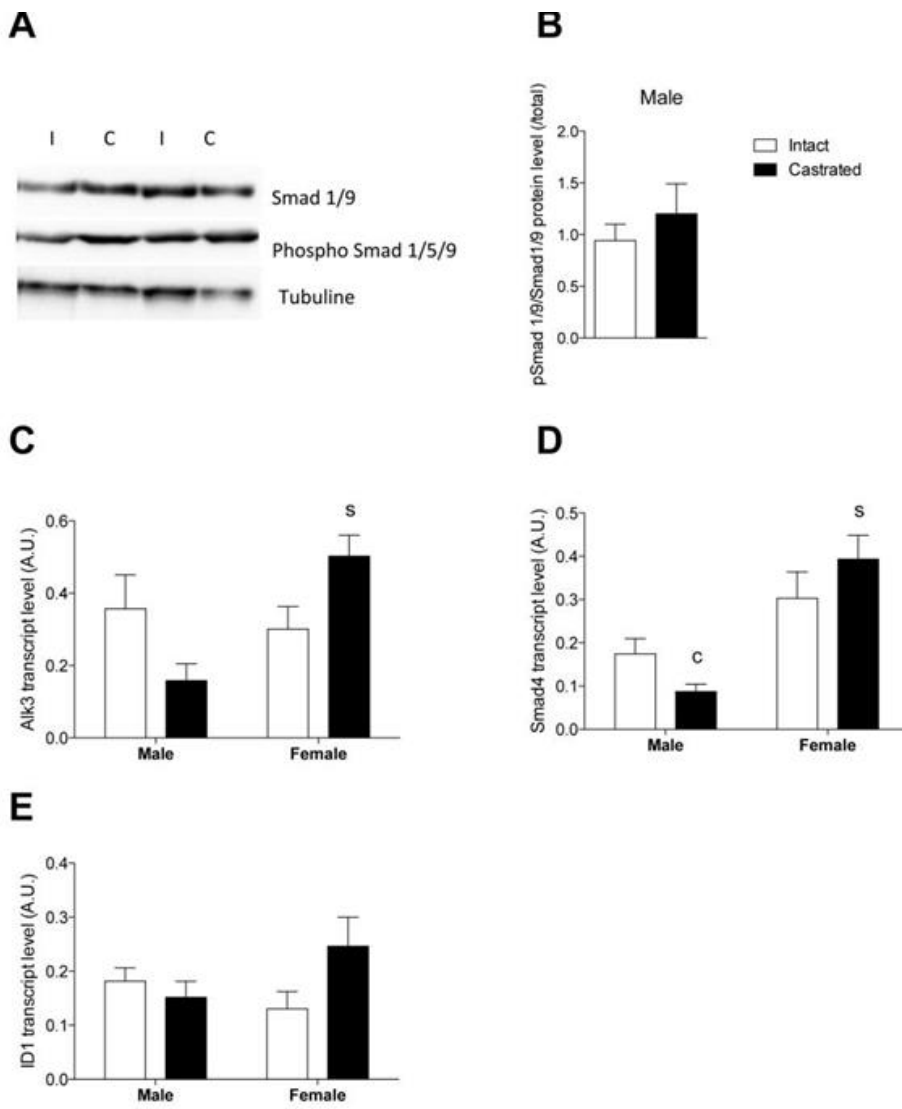 A
I C I C
Smad 1/9
Phospho Smad 1/5/9
Tubuline
B
Male
pSmad 1/9/Smad1/9 protein level (/total)
2.0
1.5
1.0
0.5
0.0
Intact
Castrated
C
Alk3 transcript level (A.U.)
0.6
0.4
0.2
0.0
s
Male Female
D
Smad4 transcript level (A.U.)
0.5
0.4
0.3
0.2
0.1
0.0
c
s
Male Female
E
ID1 transcript level (A.U.)
0.4
0.3
0.2
0.1
0.0
Male Female